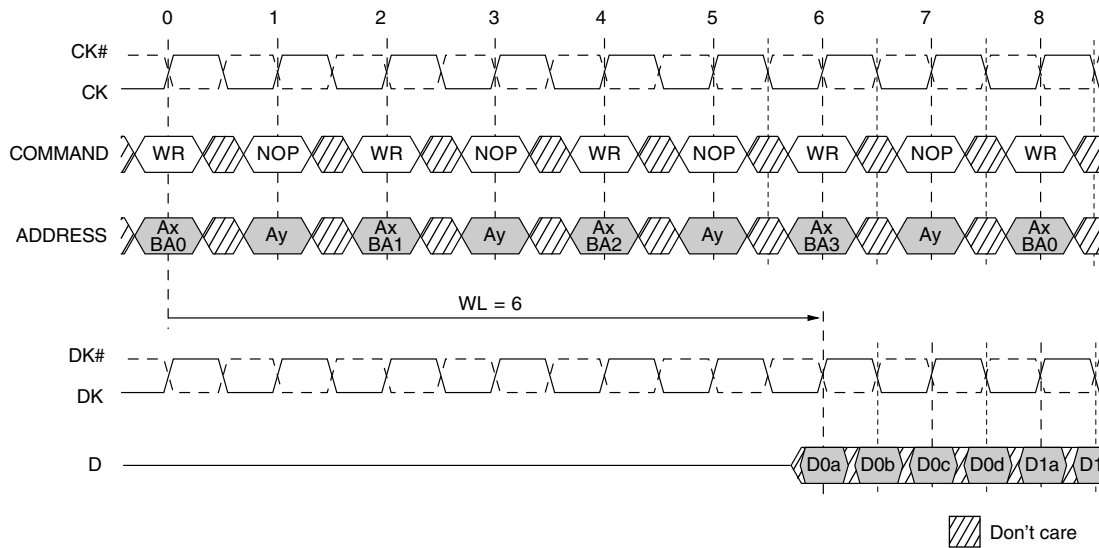 0 1 2 3 4 5 6 7 8
CK#
CK
COMMAND WR NOP WR NOP WR NOP WR NOP WR
ADDRESS Ax BA0 Ay Ax BA1 Ay Ax BA2 Ay Ax BA3 Ay Ax BA0
WL = 6
DK#
DK
D D0a D0b D0c D0d D1a D1
Don't care